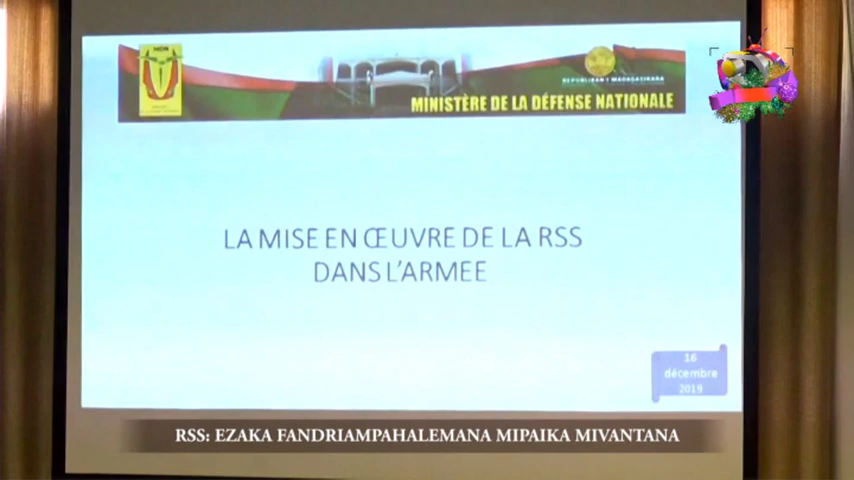 MDN
REPOBLIKAN'I MADAGASIKARA
MINISTÈRE DE LA DÉFENSE NATIONALE
LA MISE EN ŒUVRE DE LA RSS
DANS L'ARMEE
16
décembre
2019
RSS: EZAKA FANDRIAMPAHALEMANA MIPAIKA MIVANTANA